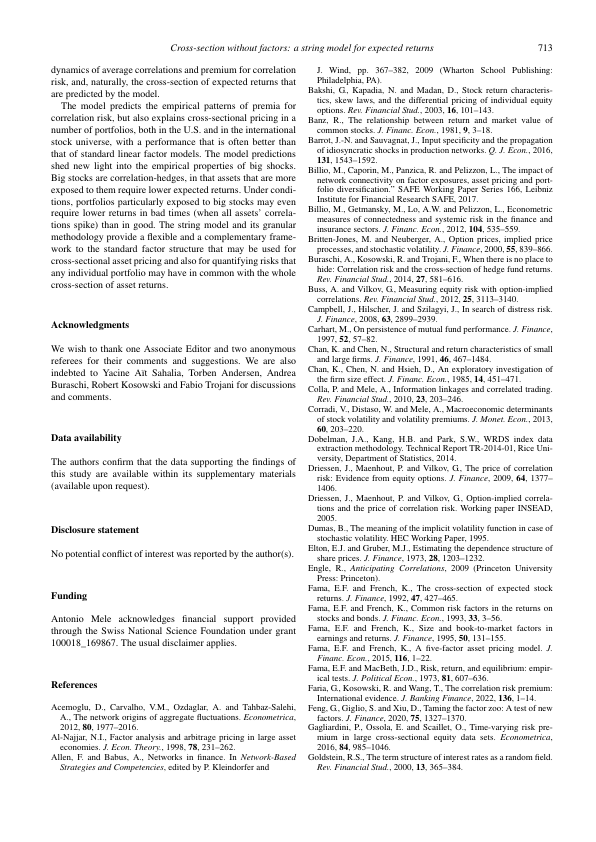 Cross-section without factors: a string model for expected returns
713
dynamics of average correlations and premium for correlation
risk, and, naturally, the cross-section of expected returns that
are predicted by the model.
The model predicts the empirical patterns of premia for
correlation risk, but also explains cross-sectional pricing in a
number of portfolios, both in the U.S. and in the international
stock universe, with a performance that is often better than
that of standard linear factor models. The model predictions
shed new light into the empirical properties of big shocks.
Big stocks are correlation-hedges, in that assets that are more
exposed to them require lower expected returns. Under condi-
tions, portfolios particularly exposed to big stocks may even
require lower returns in bad times (when all assets' correla-
tions spike) than in good. The string model and its granular
methodology provide a flexible and a complementary frame-
work to the standard factor structure that may be used for
cross-sectional asset pricing and also for quantifying risks that
any individual portfolio may have in common with the whole
cross-section of asset returns.
Acknowledgments
We wish to thank one Associate Editor and two anonymous
referees for their comments and suggestions. We are also
indebted to Yacine Aït Sahalia, Torben Andersen, Andrea
Buraschi, Robert Kosowski and Fabio Trojani for discussions
and comments.
Data availability
The authors confirm that the data supporting the findings of
this study are available within its supplementary materials
(available upon request).
Disclosure statement
No potential conflict of interest was reported by the author(s).
Funding
Antonio Mele acknowledges financial support provided
through the Swiss National Science Foundation under grant
100018_169867. The usual disclaimer applies.
References
Acemoglu, D., Carvalho, V.M., Ozdaglar, A. and Tahbaz-Salehi,
A., The network origins of aggregate fluctuations. Econometrica,
2012, 80, 1977–2016.
Al-Najjar, N.I., Factor analysis and arbitrage pricing in large asset
economies. J. Econ. Theory., 1998, 78, 231–262.
Allen, F. and Babus, A., Networks in finance. In Network-Based
Strategies and Competencies, edited by P. Kleindorfer and
J. Wind, pp. 367–382, 2009 (Wharton School Publishing:
Philadelphia, PA).
Bakshi, G., Kapadia, N. and Madan, D., Stock return characteris-
tics, skew laws, and the differential pricing of individual equity
options. Rev. Financial Stud., 2003, 16, 101–143.
Banz, R., The relationship between return and market value of
common stocks. J. Financ. Econ., 1981, 9, 3–18.
Barrot, J.-N. and Sauvagnat, J., Input specificity and the propagation
of idiosyncratic shocks in production networks. Q. J. Econ., 2016,
131, 1543–1592.
Billio, M., Caporin, M., Panzica, R. and Pelizzon, L., The impact of
network connectivity on factor exposures, asset pricing and port-
folio diversification.” SAFE Working Paper Series 166, Leibniz
Institute for Financial Research SAFE, 2017.
Billio, M., Getmansky, M., Lo, A.W. and Pelizzon, L., Econometric
measures of connectedness and systemic risk in the finance and
insurance sectors. J. Financ. Econ., 2012, 104, 535–559.
Britten-Jones, M. and Neuberger, A., Option prices, implied price
processes, and stochastic volatility. J. Finance, 2000, 55, 839–866.
Buraschi, A., Kosowski, R. and Trojani, F., When there is no place to
hide: Correlation risk and the cross-section of hedge fund returns.
Rev. Financial Stud., 2014, 27, 581–616.
Buss, A. and Vilkov, G., Measuring equity risk with option-implied
correlations. Rev. Financial Stud., 2012, 25, 3113–3140.
Campbell, J., Hilscher, J. and Szilagyi, J., In search of distress risk.
J. Finance, 2008, 63, 2899–2939.
Carhart, M., On persistence of mutual fund performance. J. Finance,
1997, 52, 57–82.
Chan, K. and Chen, N., Structural and return characteristics of small
and large firms. J. Finance, 1991, 46, 467–1484.
Chan, K., Chen, N. and Hsieh, D., An exploratory investigation of
the firm size effect. J. Financ. Econ., 1985, 14, 451–471.
Colla, P. and Mele, A., Information linkages and correlated trading.
Rev. Financial Stud., 2010, 23, 203–246.
Corradi, V., Distaso, W. and Mele, A., Macroeconomic determinants
of stock volatility and volatility premiums. J. Monet. Econ., 2013,
60, 203–220.
Dobelman, J.A., Kang, H.B. and Park, S.W., WRDS index data
extraction methodology. Technical Report TR-2014-01, Rice Uni-
versity, Department of Statistics, 2014.
Driessen, J., Maenhout, P. and Vilkov, G., The price of correlation
risk: Evidence from equity options. J. Finance, 2009, 64, 1377–
1406.
Driessen, J., Maenhout, P. and Vilkov, G., Option-implied correla-
tions and the price of correlation risk. Working paper INSEAD,
2005.
Dumas, B., The meaning of the implicit volatility function in case of
stochastic volatility. HEC Working Paper, 1995.
Elton, E.J. and Gruber, M.J., Estimating the dependence structure of
share prices. J. Finance, 1973, 28, 1203–1232.
Engle, R., Anticipating Correlations, 2009 (Princeton University
Press: Princeton).
Fama, E.F. and French, K., The cross-section of expected stock
returns. J. Finance, 1992, 47, 427–465.
Fama, E.F. and French, K., Common risk factors in the returns on
stocks and bonds. J. Financ. Econ., 1993, 33, 3–56.
Fama, E.F. and French, K., Size and book-to-market factors in
earnings and returns. J. Finance, 1995, 50, 131–155.
Fama, E.F. and French, K., A five-factor asset pricing model. J.
Financ. Econ., 2015, 116, 1–22.
Fama, E.F. and MacBeth, J.D., Risk, return, and equilibrium: empir-
ical tests. J. Political Econ., 1973, 81, 607–636.
Faria, G., Kosowski, R. and Wang, T., The correlation risk premium:
International evidence. J. Banking Finance, 2022, 136, 1–14.
Feng, G., Giglio, S. and Xiu, D., Taming the factor zoo: A test of new
factors. J. Finance, 2020, 75, 1327–1370.
Gagliardini, P., Ossola, E. and Scaillet, O., Time-varying risk pre-
mium in large cross-sectional equity data sets. Econometrica,
2016, 84, 985–1046.
Goldstein, R.S., The term structure of interest rates as a random field.
Rev. Financial Stud., 2000, 13, 365–384.